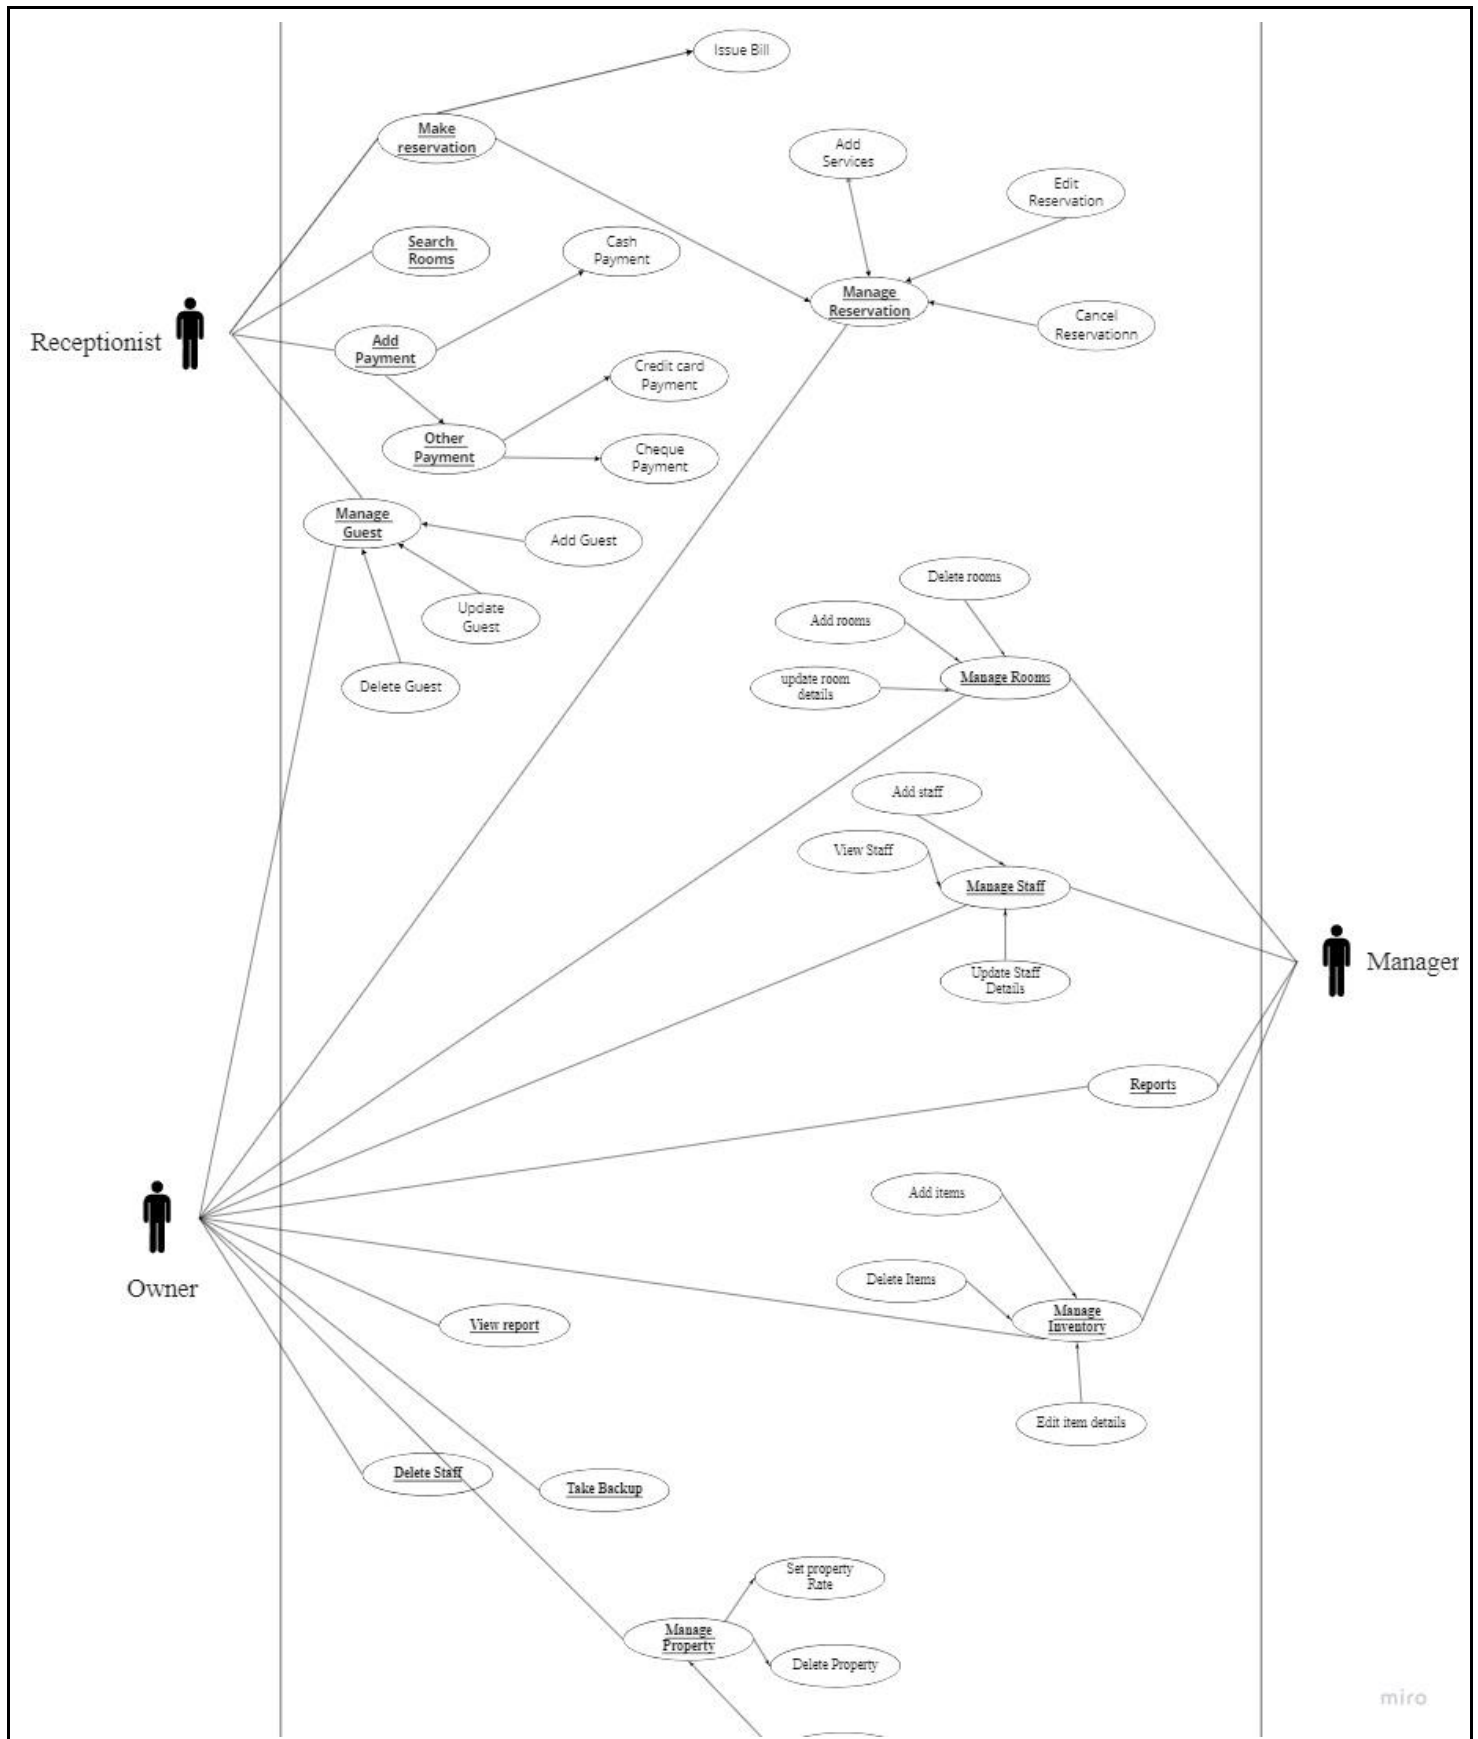 Issue Bill
Make
reservation
Add
Services
Edit
Reservation
Search
Rooms
Cash
Payment
Manage
Reservation
Cancel
Reservationn
Receptionist
Add
Payment
Credit card
Payment
Other
Payment
Cheque
Payment
Manage
Guest
Add Guest
Update
Guest
Delete Guest
Delete rooms
Add rooms
update room
details
Manage Rooms
Add staff
View Staff
Manage Staff
Update Staff
Details
Manager
Reports
Add items
Delete Items
Manage
Inventory
Edit item details
Owner
View report
Delete Staff
Take Backup
Set property
Rate
Manage
Property
Delete Property
miro